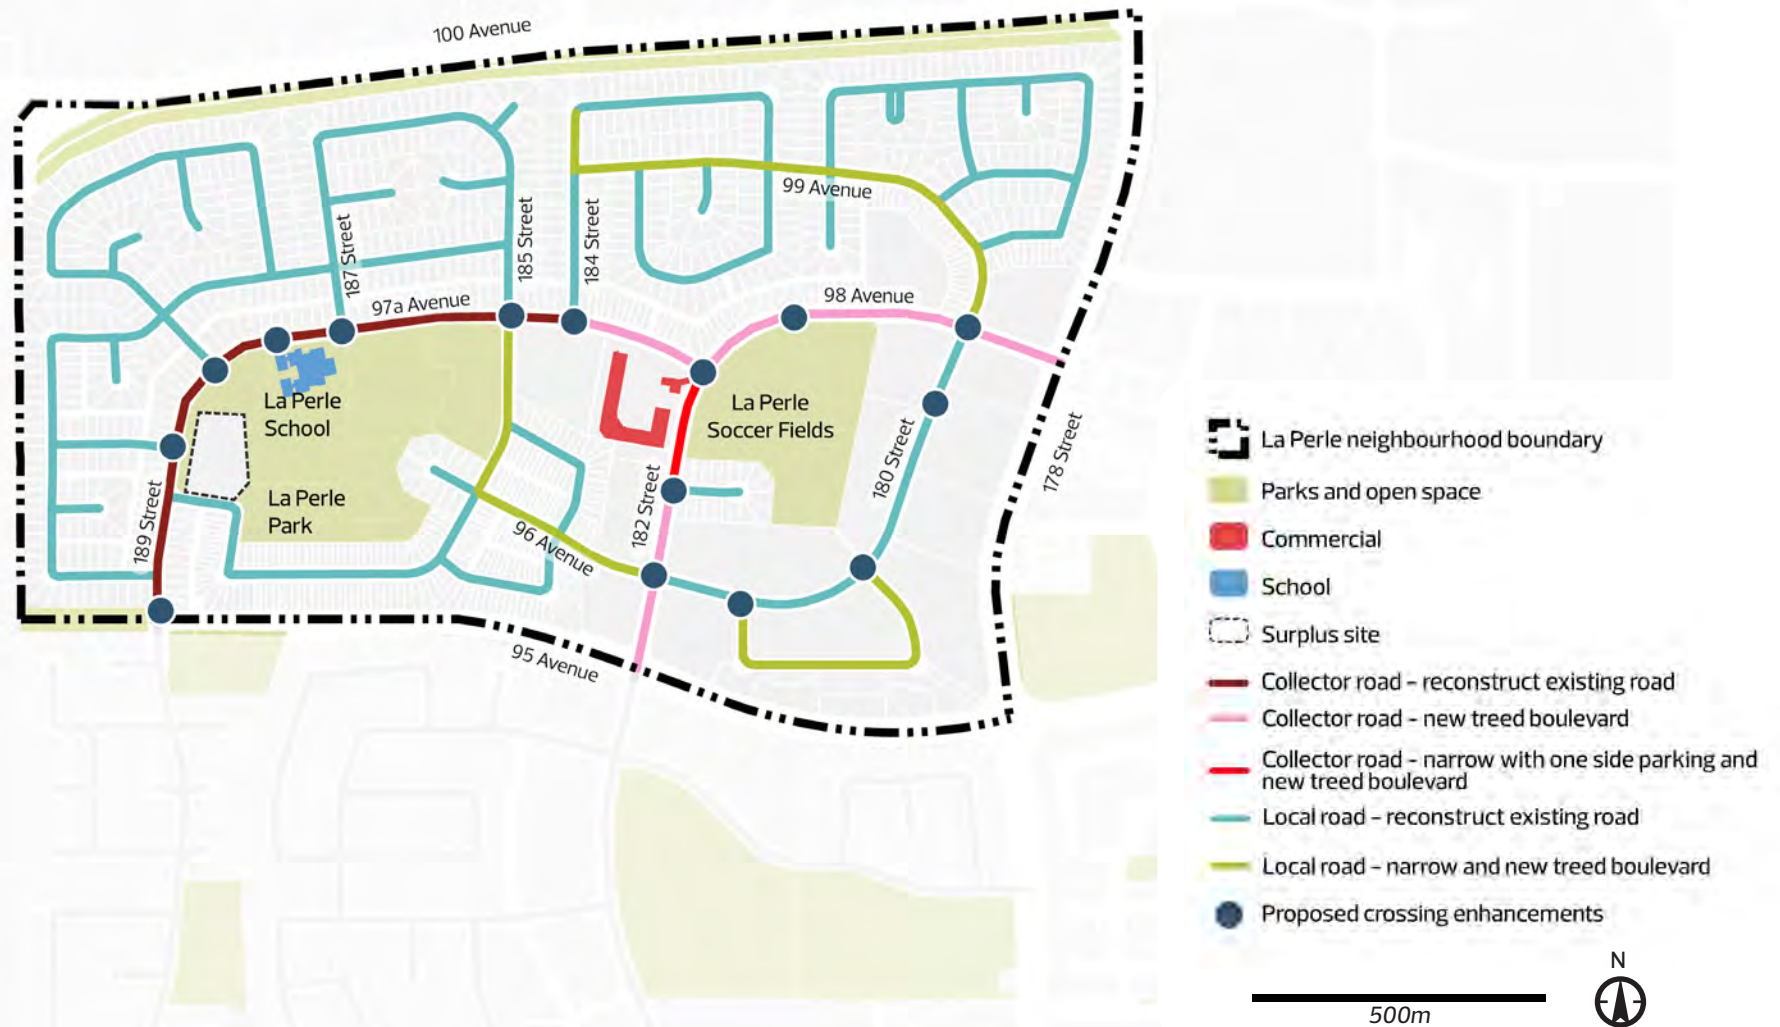 100 Avenue
99 Avenue
187 Street
185 Street
184 Street
97a Avenue
98 Avenue
La Perle
School
La Perle
Soccer Fields
La Perle
Park
189 Street
182 Street
180 Street
178 Street
96 Avenue
95 Avenue
La Perle neighbourhood boundary
Parks and open space
Commercial
School
Surplus site
Collector road - reconstruct existing road
Collector road - new treed boulevard
Collector road - narrow with one side parking and
new treed boulevard
Local road - reconstruct existing road
Local road - narrow and new treed boulevard
Proposed crossing enhancements
N
500m